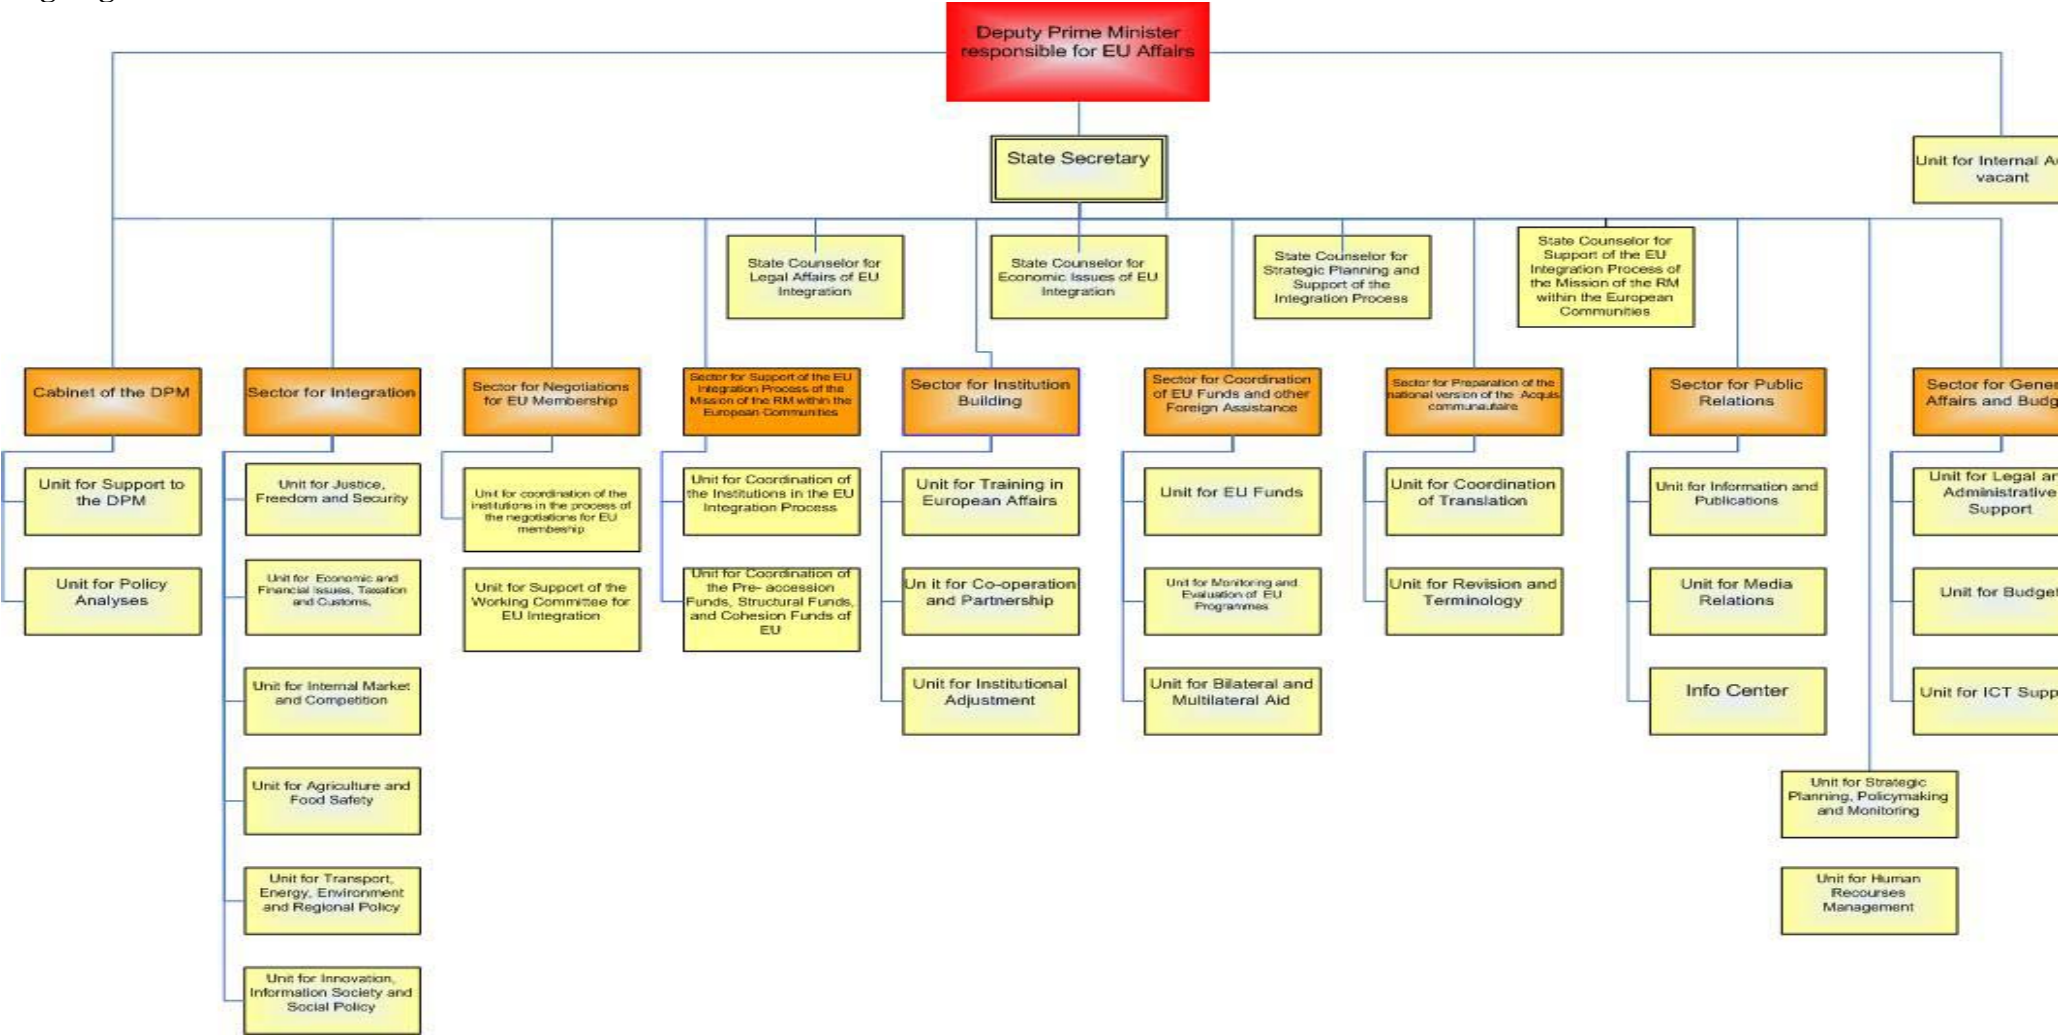 Deputy Prime Minister
responsible for EU Affairs
State Secretary
Unit for Internal
vacant
State Counselor for
Legal Affairs of EU
Integration
State Counselor for
Economic Issues of EU
Integration
State Counselor for
Strategic Planning and
Support of the
Integration Process
State Counselor for
Support of the EU
Integration Process of
the Mission of the RM
within the European
Communities
Cabinet of the DPM
Sector for Integration
Sector for Negotiations
for EU Membership
Sector for Support of the EU
Integration Process of the
Mission of the RM within the
European Communities
Sector for Institution
Building
Sector for Coordination
of EU Funds and other
Foreign Assistance
Sector for Preparation of the
national version of the Acquis
communautaire
Sector for Public
Relations
Sector for Gener
Affairs and Budg
Unit for Support to
the DPM
Unit for Policy
Analyses
Unit for Justice,
Freedom and Security
Unit for Economic and
Financial Issues, Taxation
and Customs,
Unit for Internal Market
and Competition
Unit for Agriculture and
Food Safety
Unit for Transport,
Energy, Environment
and Regional Policy
Unit for Innovation,
Information Society and
Social Policy
Unit for coordination of the
institutions in the process of
the negotiations for EU
membeship
Unit for Support of the
Working Committee for
EU Integration
Unit for Coordination of
the Institutions in the EU
Integration Process
Unit for Coordination of
the Pre- accession
Funds, Structural Funds,
and Cohesion Funds of
EU
Unit for Training in
European Affairs
Un it for Co-operation
and Partnership
Unit for Institutional
Adjustment
Unit for EU Funds
Unit for Monitoring and
Evaluation of EU
Programmes
Unit for Bilateral and
Multilateral Aid
Unit for Coordination
of Translation
Unit for Revision and
Terminology
Unit for Information and
Publications
Unit for Media
Relations
Info Center
Unit for Legal an
Administrative
Support
Unit for Budget
Unit for ICT Supp
Unit for Strategic
Planning, Policymaking
and Monitoring
Unit for Human
Recourses
Management